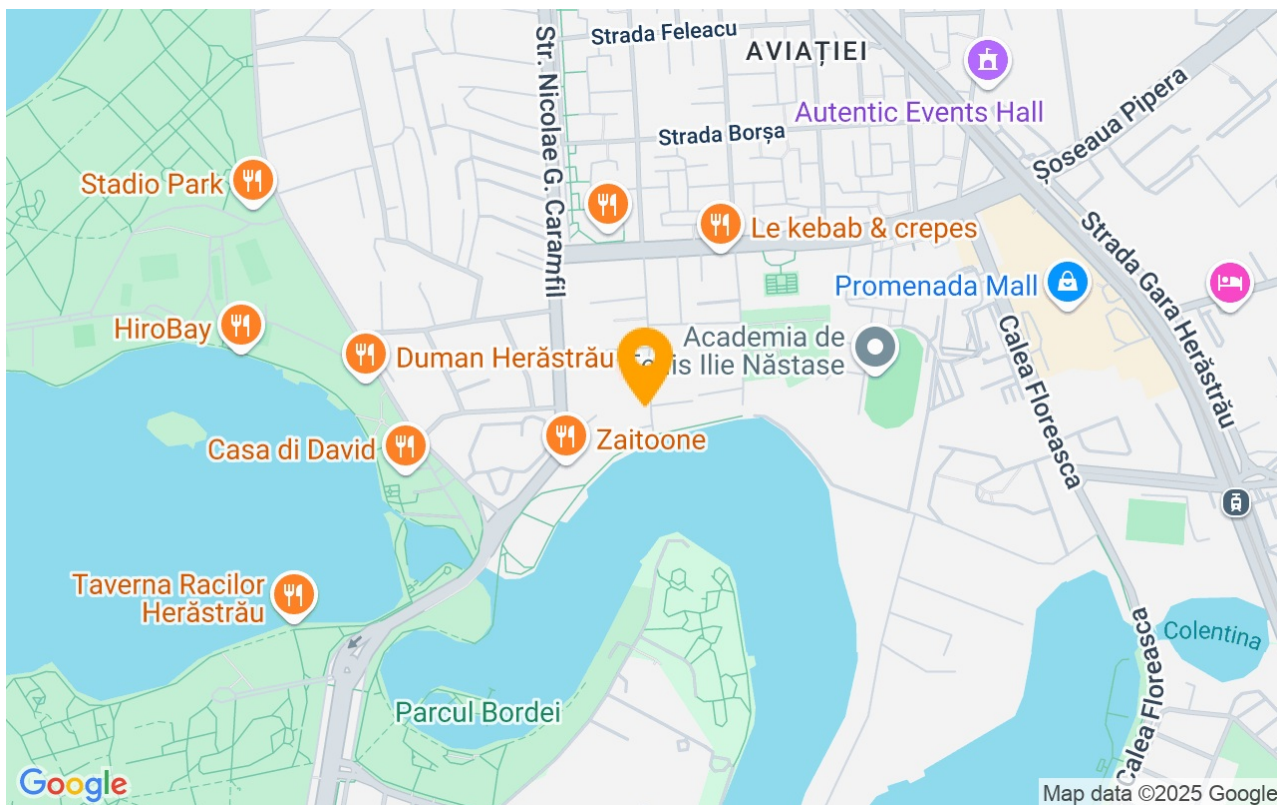 Strada Feleacu
AVIAȚIEI
Autentic Events Hall
Șoseaua Pipera
Str. Nicolae G. Caramfil
Strada Borșa
Stadio Park
Le kebab & crepes
Promenada Mall
Strada Gara Herăstrău
HiroBay
Duman Herăstrău
Academia de
Tenis Ilie Năstase
Calea Floreasca
Casa di David
Zaitoone
Taverna Racilor
Herăstrău
Colentina
Parcul Bordei
Calea Floreasca
Google
Map data ©2025 Google